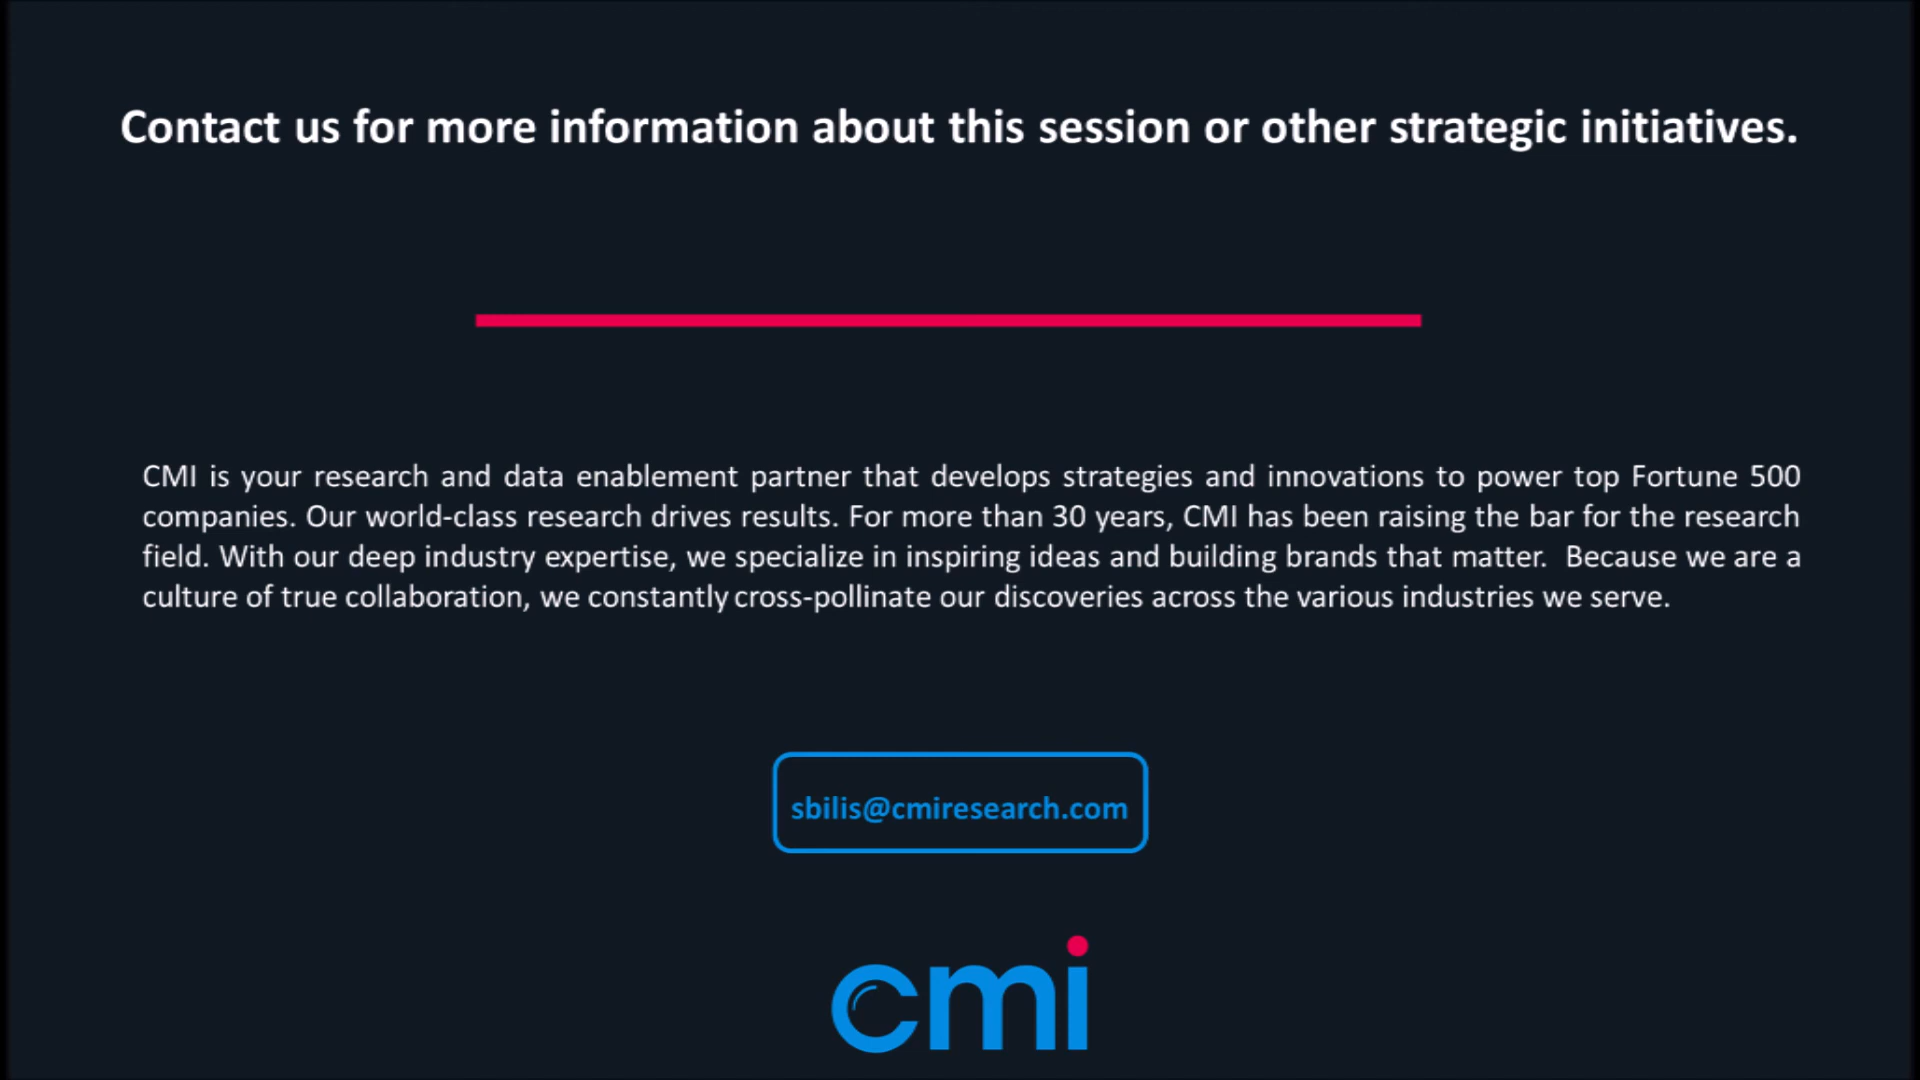 Contact us for more information about this session or other strategic initiatives.
CMI is your research and data enablement partner that develops strategies and innovations to power top Fortune 500
companies. Our world-class research drives results. For more than 30 years, CMI has been raising the bar for the research
field. With our deep industry expertise, we specialize in inspiring ideas and building brands that matter.  Because we are a
culture of true collaboration, we constantly cross-pollinate our discoveries across the various industries we serve.
sbilis@cmiresearch.com
cmi